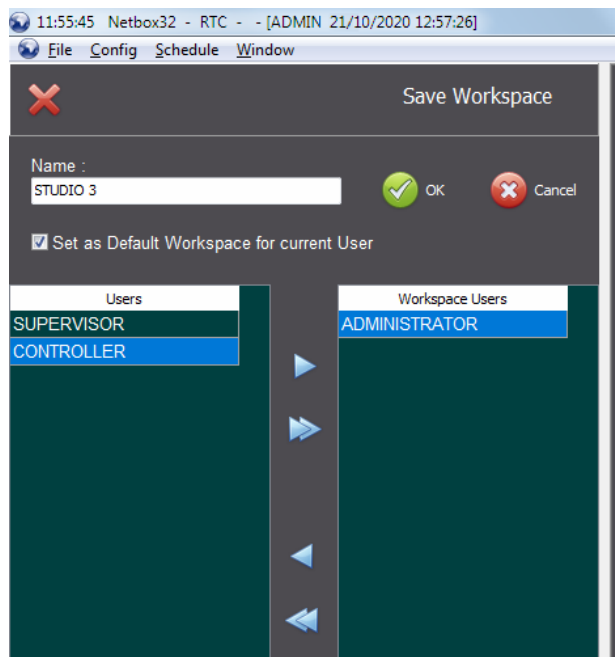 11:55:45 Netbox32 - RTC - - [ADMIN 21/10/2020 12:57:26]
File Config Schedule Window
Save Workspace
Name :
STUDIO 3
OK
Cancel
Set as Default Workspace for current User
Users
SUPERVISOR
CONTROLLER
Workspace Users
ADMINISTRATOR